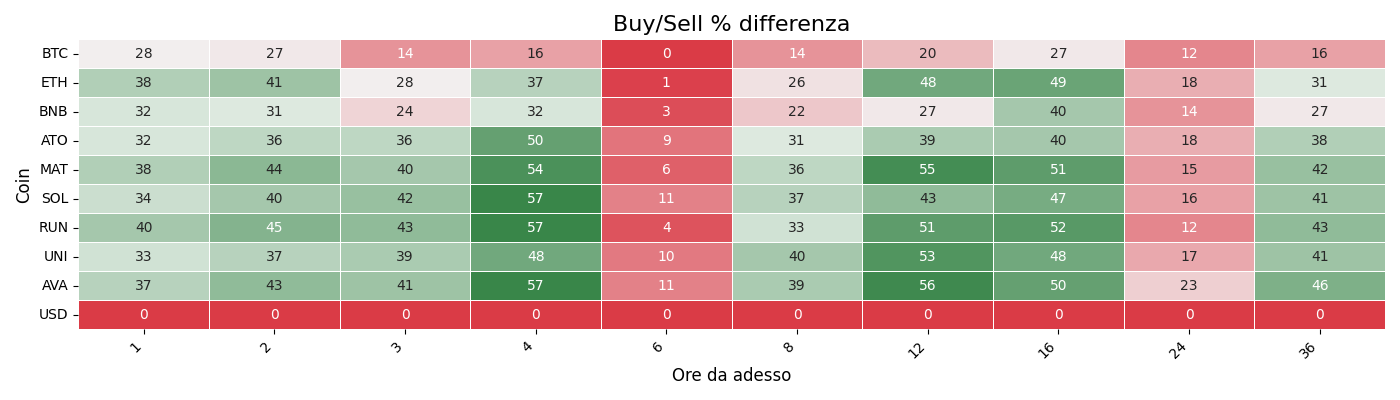 Buy/Sell % differenza
Coin
BTC 28 27 14 16 0 14 20 27 12 16
ETH 38 41 28 37 1 26 48 49 18 31
BNB 32 31 24 32 3 22 27 40 14 27
ATO 32 36 36 50 9 31 39 40 18 38
MAT 38 44 40 54 6 36 55 51 15 42
SOL 34 40 42 57 11 37 43 47 16 41
RUN 40 45 43 57 4 33 51 52 12 43
UNI 33 37 39 48 10 40 53 48 17 41
AVA 37 43 41 57 11 39 56 50 23 46
USD 0 0 0 0 0 0 0 0 0 0
1 2 3 4 6 8 12 16 24 36
Ore da adesso